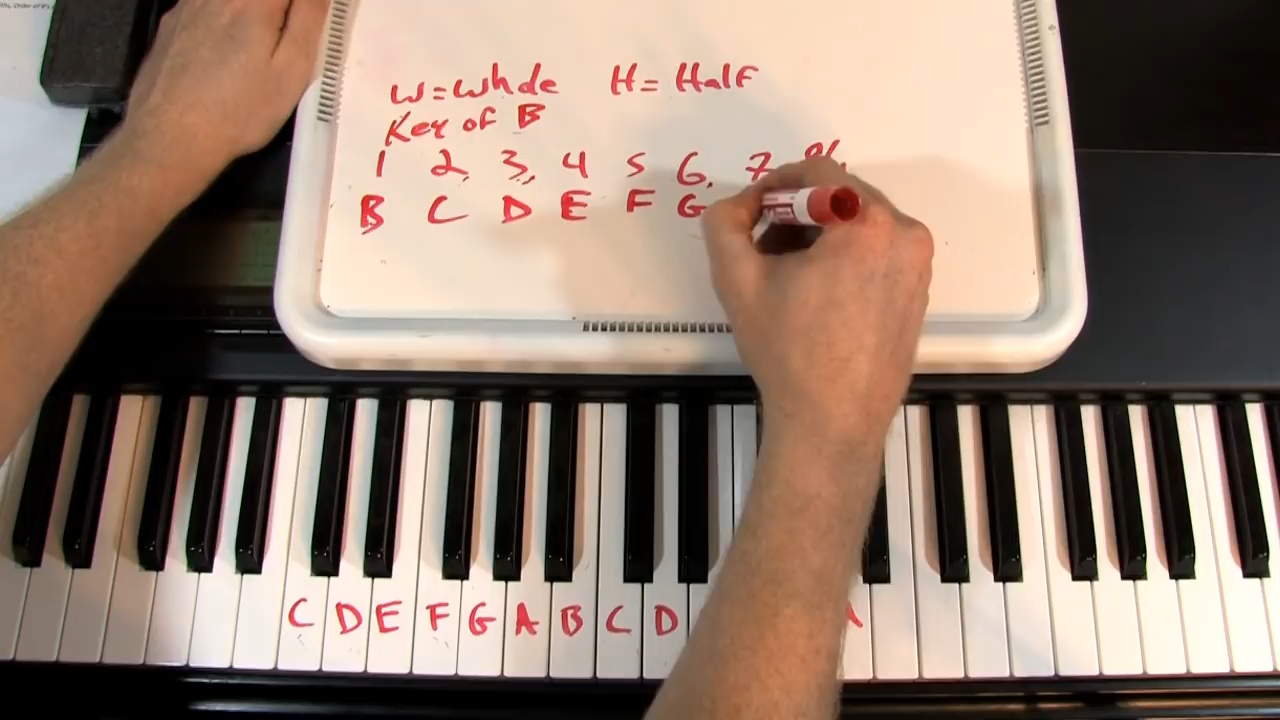 W=Whole H=Half
Key of B
1 2 3 4 5 6 7
B C D E F G
C D E F G A B C D